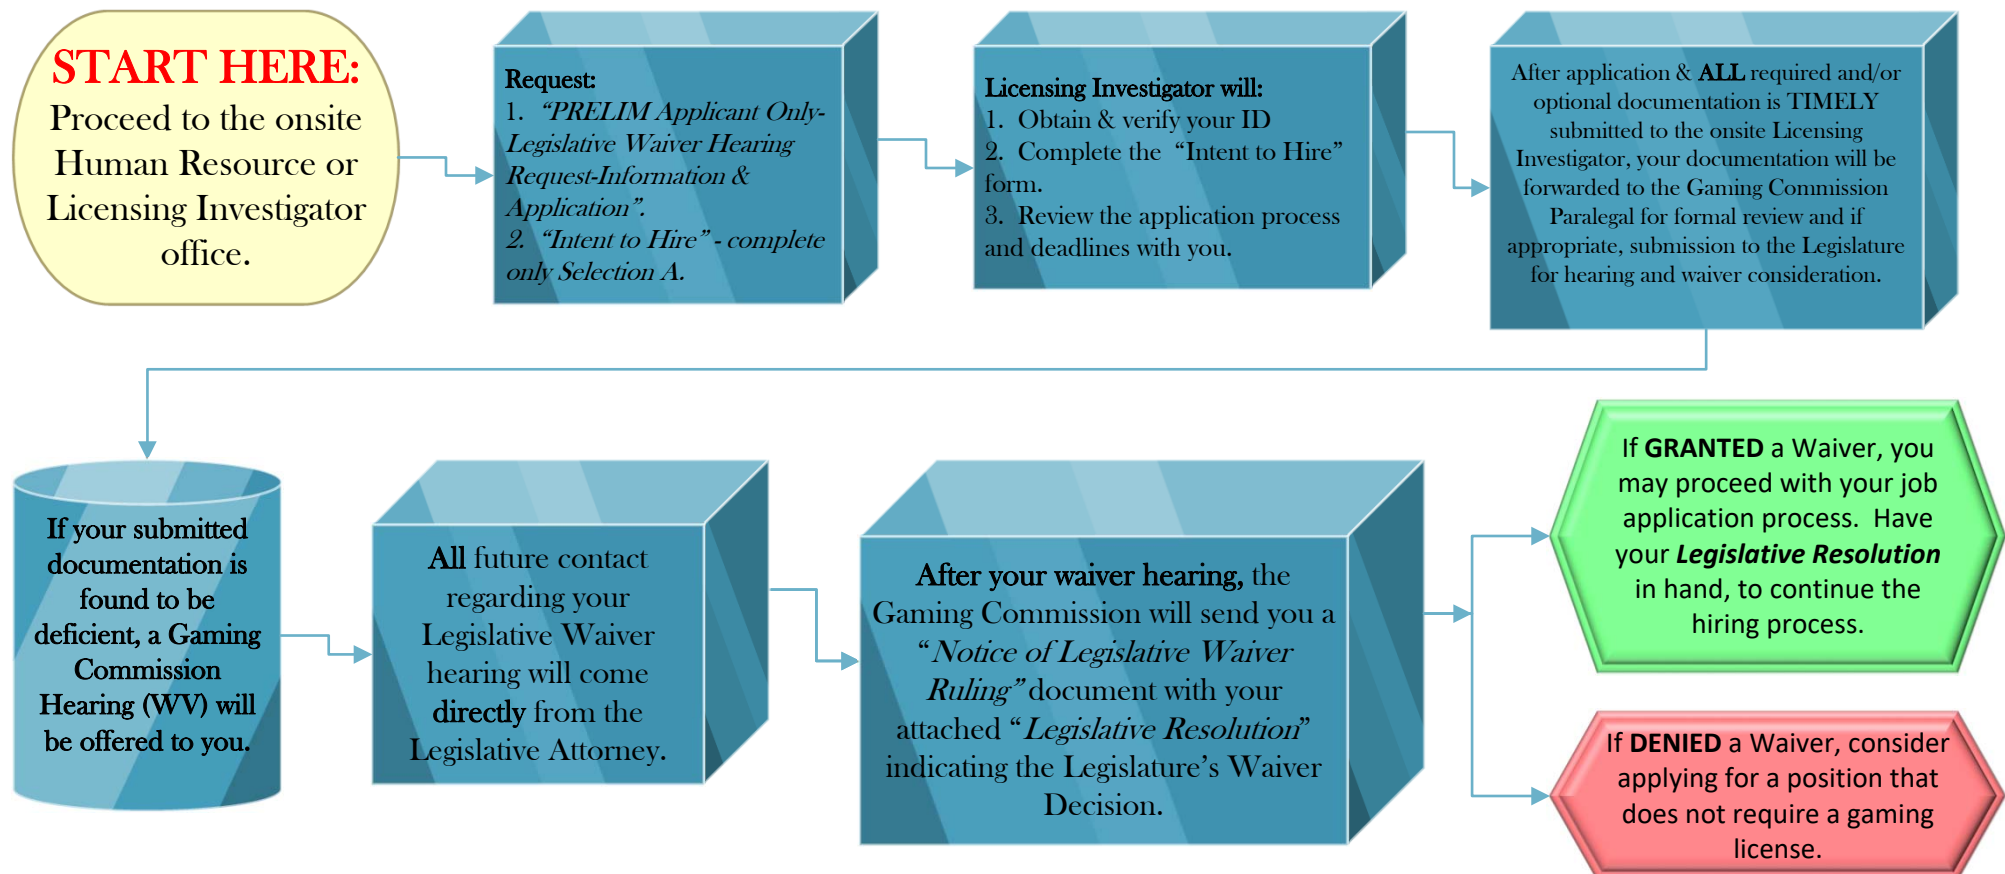 START HERE:
Proceed to the onsite
Human Resource or
Licensing Investigator
office.
Request:
1. “PRELIM Applicant Only-
Legislative Waiver Hearing
Request-Information &
Application”.
2. “Intent to Hire” - complete
only Selection A.
Licensing Investigator will:
1. Obtain & verify your ID
2. Complete the “Intent to Hire”
form.
3. Review the application process
and deadlines with you.
After application & ALL required and/or
optional documentation is TIMELY
submitted to the onsite Licensing
Investigator, your documentation will be
forwarded to the Gaming Commission
Paralegal for formal review and if
appropriate, submission to the Legislature
for hearing and waiver consideration.
If your submitted
documentation is
found to be
deficient, a Gaming
Commission
Hearing (WV) will
be offered to you.
All future contact
regarding your
Legislative Waiver
hearing will come
directly from the
Legislative Attorney.
After your waiver hearing, the
Gaming Commission will send you a
“Notice of Legislative Waiver
Ruling” document with your
attached “Legislative Resolution”
indicating the Legislature’s Waiver
Decision.
If GRANTED a Waiver, you
may proceed with your job
application process. Have
your Legislative Resolution
in hand, to continue the
hiring process.
If DENIED a Waiver, consider
applying for a position that
does not require a gaming
license.